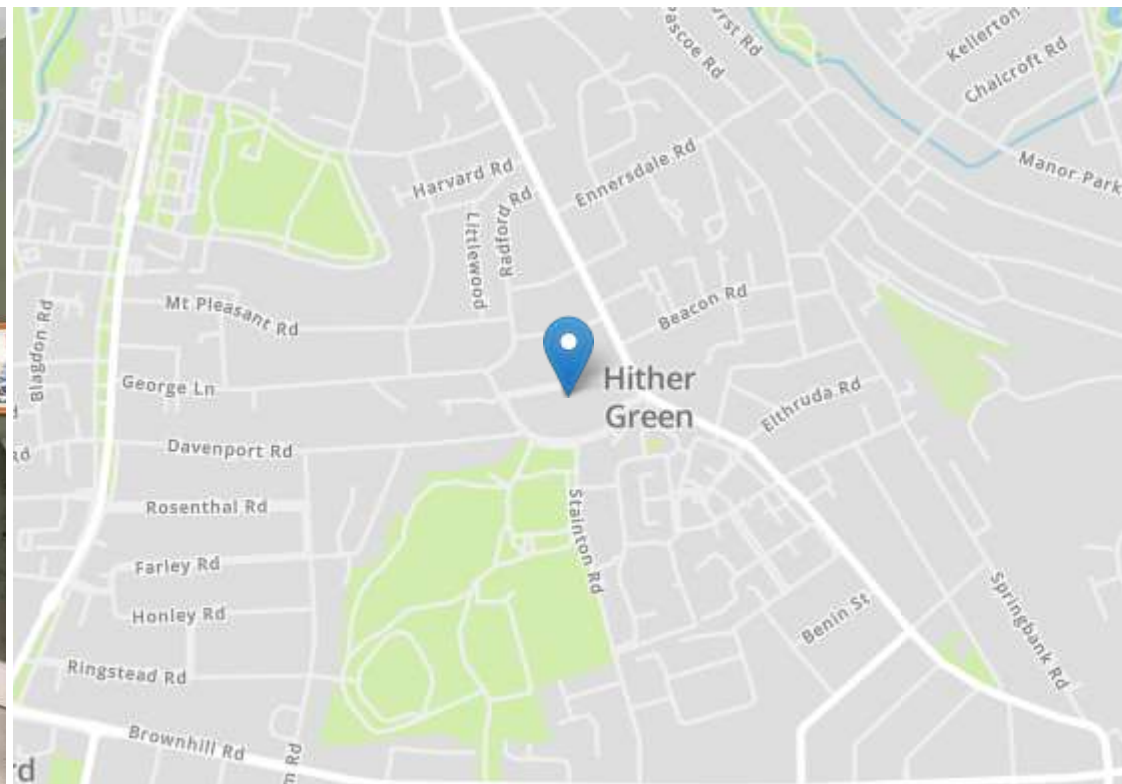 Pascoe Rd
Kellerton
Chalcroft Rd
Manor Park
Harvard Rd
Radford Rd
Littlewood
Ennersdale Rd
Mt Pleasant Rd
Blagdon Rd
Beacon Rd
George Ln
Hither
Green
Elthruda Rd
Davenport Rd
Rosenthal Rd
Stainton Rd
Farley Rd
Honley Rd
Benin St
Springbank Rd
Ringstead Rd
Brownhill Rd